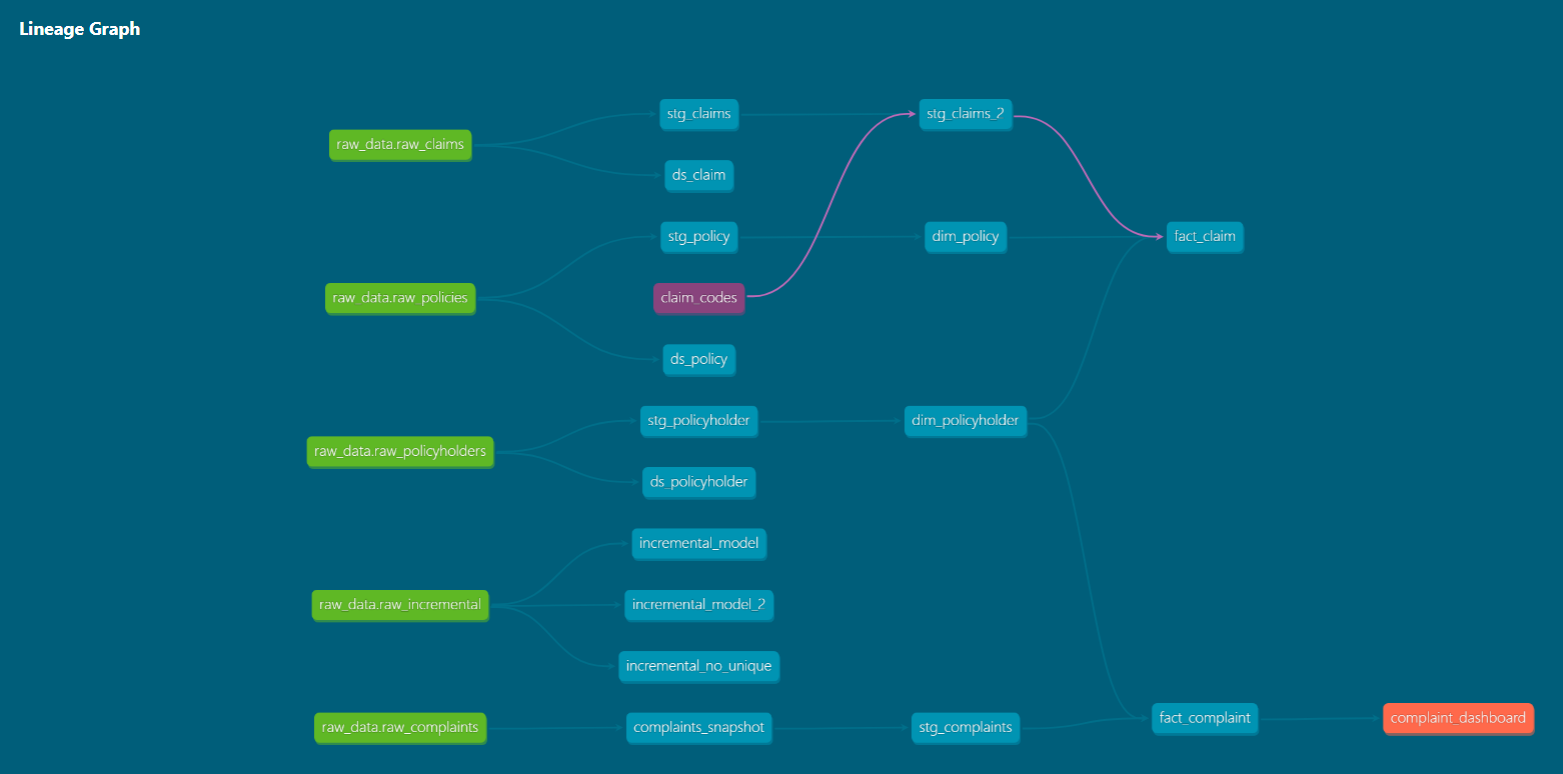 Lineage Graph
stg_claims
stg_claims_2
raw_data.raw_claims
ds_claim
stg_policy
dim_policy
fact_claim
raw_data.raw_policies
claim_codes
ds_policy
stg_policyholder
dim_policyholder
raw_data.raw_policyholders
ds_policyholder
incremental_model
raw_data.raw_incremental
incremental_model_2
incremental_no_unique
raw_data.raw_complaints
complaints_snapshot
stg_complaints
fact_complaint
complaint_dashboard